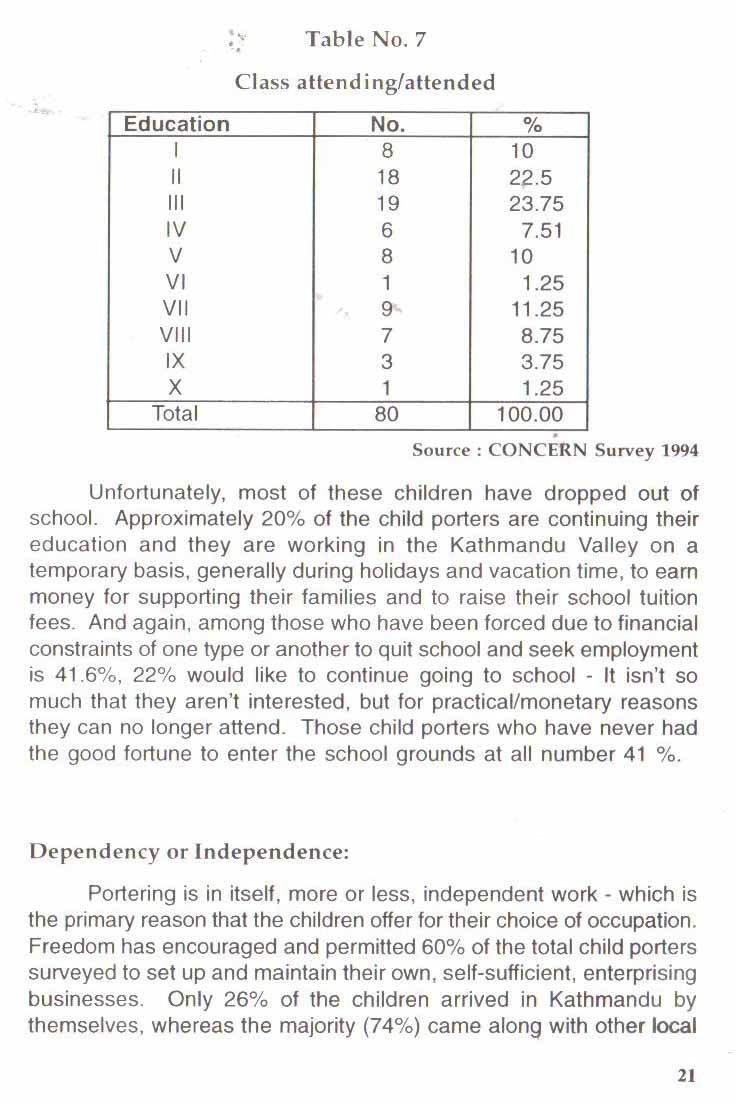 Table No. 7
Class attending/attended
Education No. %
I 8 10
II 18 22.5
III 19 23.75
IV 6 7.51
V 8 10
VI 1 1.25
VII 9 11.25
VIII 7 8.75
IX 3 3.75
X 1 1.25
Total 80 100.00
Source : CONCERN Survey 1994
Unfortunately, most of these children have dropped out of
school. Approximately 20% of the child porters are continuing their
education and they are working in the Kathmandu Valley on a
temporary basis, generally during holidays and vacation time, to earn
money for supporting their families and to raise their school tuition
fees. And again, among those who have been forced due to financial
constraints of one type or another to quit school and seek employment
is 41.6%, 22% would like to continue going to school - It isn't so
much that they aren't interested, but for practical/monetary reasons
they can no longer attend. Those child porters who have never had
the good fortune to enter the school grounds at all number 41 %.
Dependency or Independence:
Portering is in itself, more or less, independent work - which is
the primary reason that the children offer for their choice of occupation.
Freedom has encouraged and permitted 60% of the total child porters
surveyed to set up and maintain their own, self-sufficient, enterprising
businesses. Only 26% of the children arrived in Kathmandu by
themselves, whereas the majority (74%) came along with other local
21